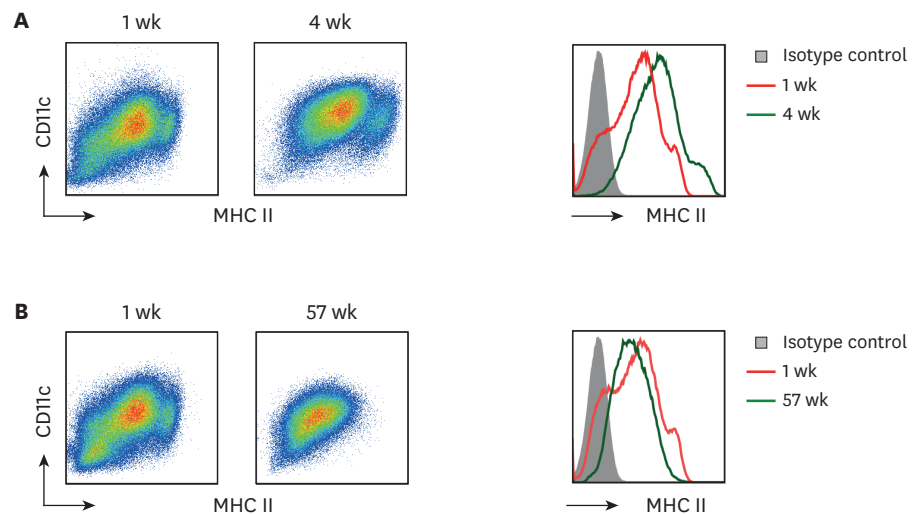 A
1 wk
4 wk
CD11c
MHC II
MHC II
Isotype control
1 wk
4 wk
B
1 wk
57 wk
CD11c
MHC II
MHC II
Isotype control
1 wk
57 wk